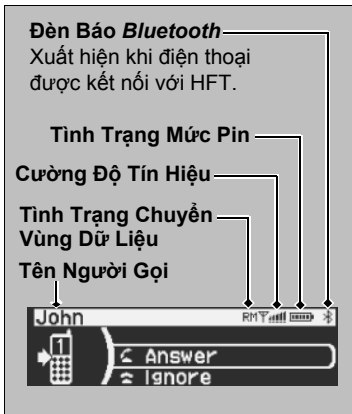 Đèn Báo Bluetooth
Xuất hiện khi điện thoại
được kết nối với HFT.
Tình Trạng Mức Pin
Cường Độ Tín Hiệu
Tình Trạng Chuyển
Vùng Dữ Liệu
Tên Người Gọi
John RM
1
Answer
Ignore